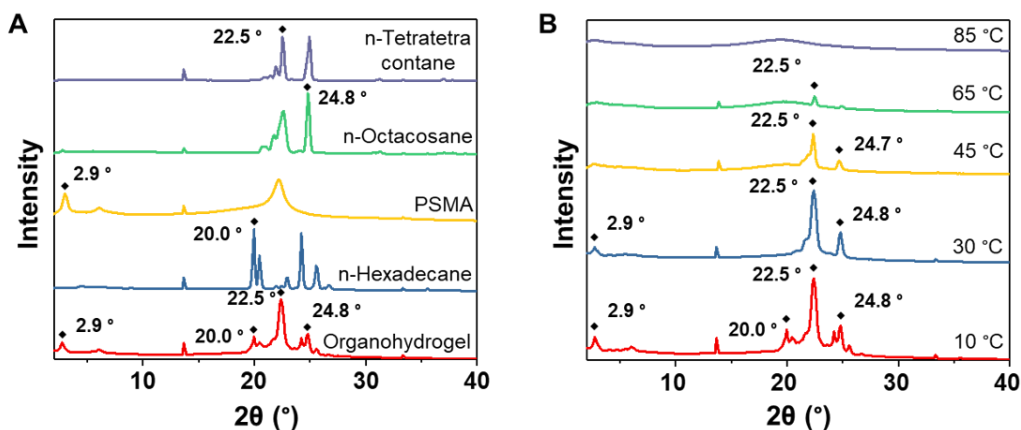 A
22.5 °
n-Tetratetra
contane
24.8 °
n-Octacosane
2.9 °
PSMA
20.0 °
n-Hexadecane
22.5 °
2.9 °
20.0 °
24.8 °
Organohydrogel
10
20
30
40
2θ (°)
Intensity
B
85 °C
22.5 °
65 °C
22.5 °
24.7 °
45 °C
22.5 °
2.9 °
24.8 °
30 °C
22.5 °
2.9 °
20.0 °
24.8 °
10 °C
10
20
30
40
2θ (°)
Intensity